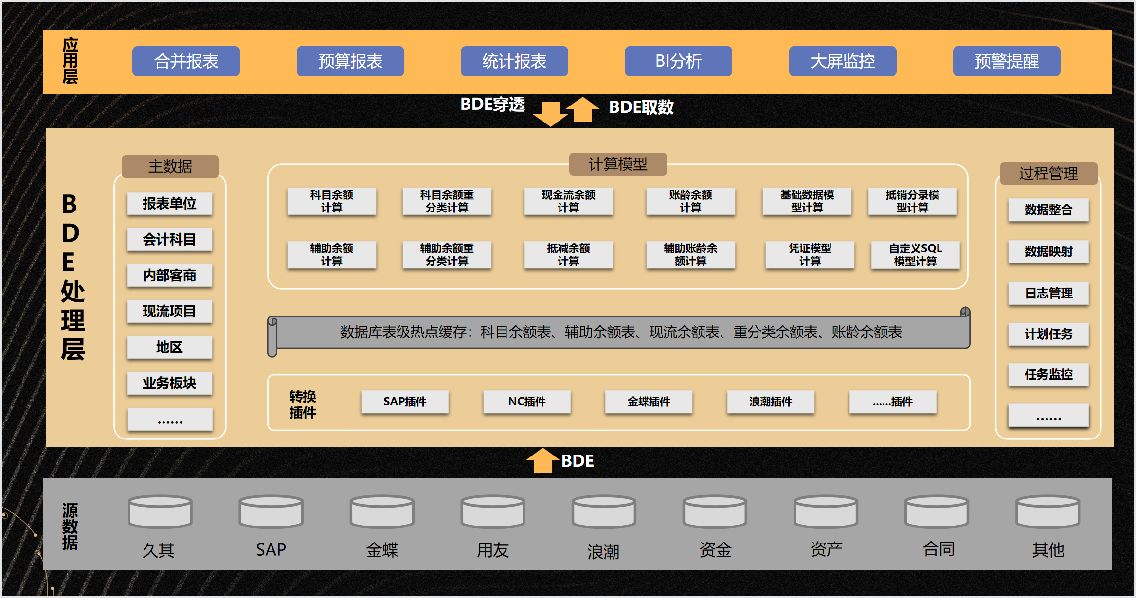 应用层
合并报表
预算报表
统计报表
BI分析
大屏监控
预警提醒
BDE穿透
BDE取数
BDE处理层
主数据
报表单位
会计科目
内部客商
现流项目
地区
业务板块
……
计算模型
科目余额
计算
科目余额重
分类计算
现金流余额
计算
账龄余额
计算
基础数据模
型计算
抵销分录模
型计算
辅助余额
计算
辅助余额重
分类计算
抵减余额
计算
辅助账龄余
额计算
凭证模型
计算
自定义SQL
模型计算
数据库表级热点缓存：科目余额表、辅助余额表、现流余额表、重分类余额表、账龄余额表
转换
插件
SAP插件
NC插件
金蝶插件
浪潮插件
……插件
过程管理
数据整合
数据映射
日志管理
计划任务
任务监控
……
BDE
源数据
久其
SAP
金蝶
用友
浪潮
资金
资产
合同
其他